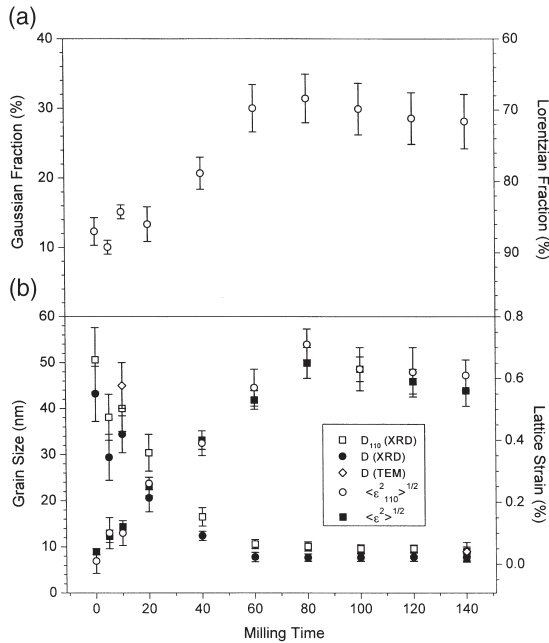 (a)
40
30
20
10
Gaussian Fraction (%)
60
70
80
90
Lorentzian Fraction (%)
(b)
60
50
40
30
20
10
0
Grain Size (nm)
0.8
0.6
0.4
0.2
0.0
Lattice Strain (%)
D110 (XRD)
D (XRD)
D (TEM)
<ε²110>1/2
<ε²>1/2
0 20 40 60 80 100 120 140
Milling Time